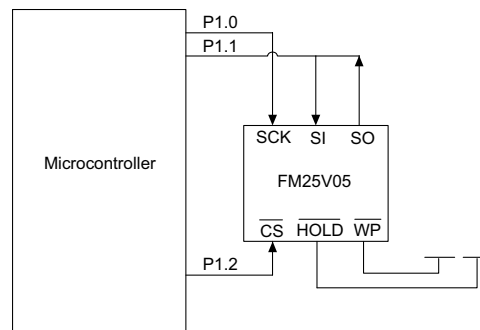 P1.0
P1.1
SCK SI SO
Microcontroller
FM25V05
CS HOLD WP
P1.2